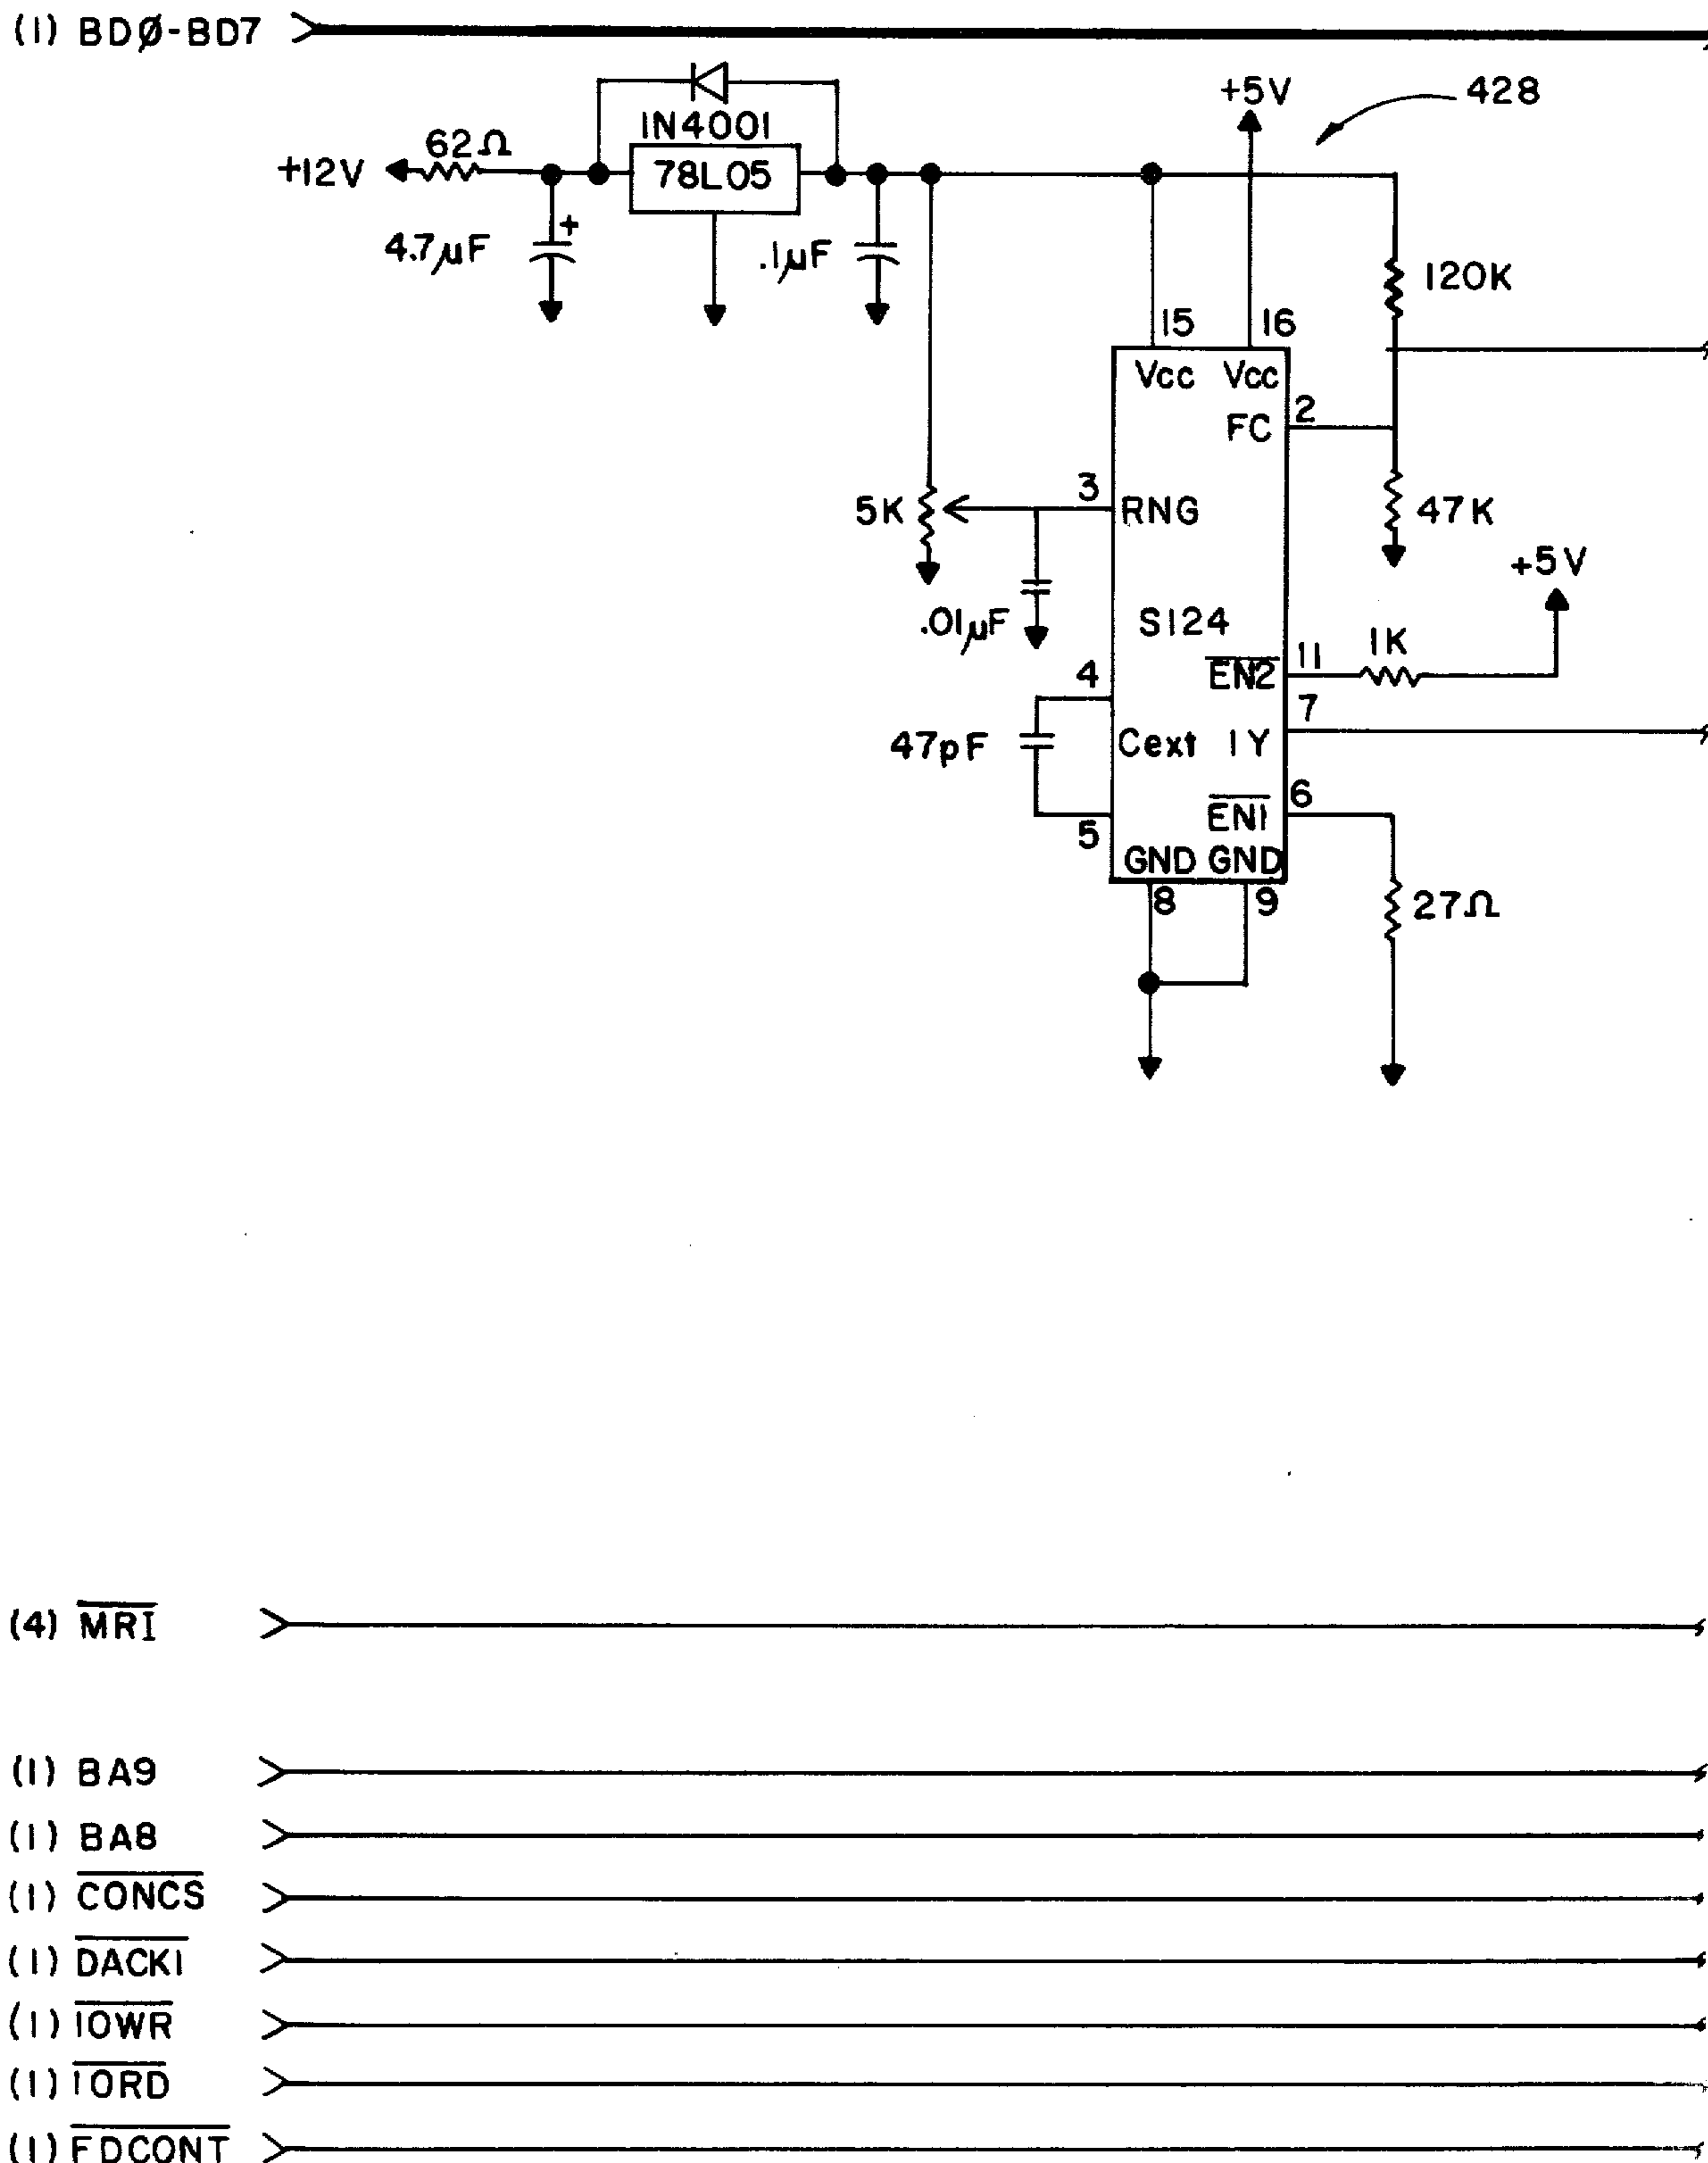 (1) BDØ-BD7
+5V
428
1N4001
62Ω
+12V
78L05
4.7µF
+
.1µF
120K
15
16
Vcc
Vcc
FC
2
3
5K
RNG
47K
+5V
.01µF
S124
1K
4
EN2
11
7
47pF
Cext
1Y
6
EN1
5
GND
GND
8
9
27Ω
(4) MRI
(1) BA9
(1) BA8
(1) CONCS
(1) DACK1
(1) IOWR
(1) IORD
(1) FDCONT